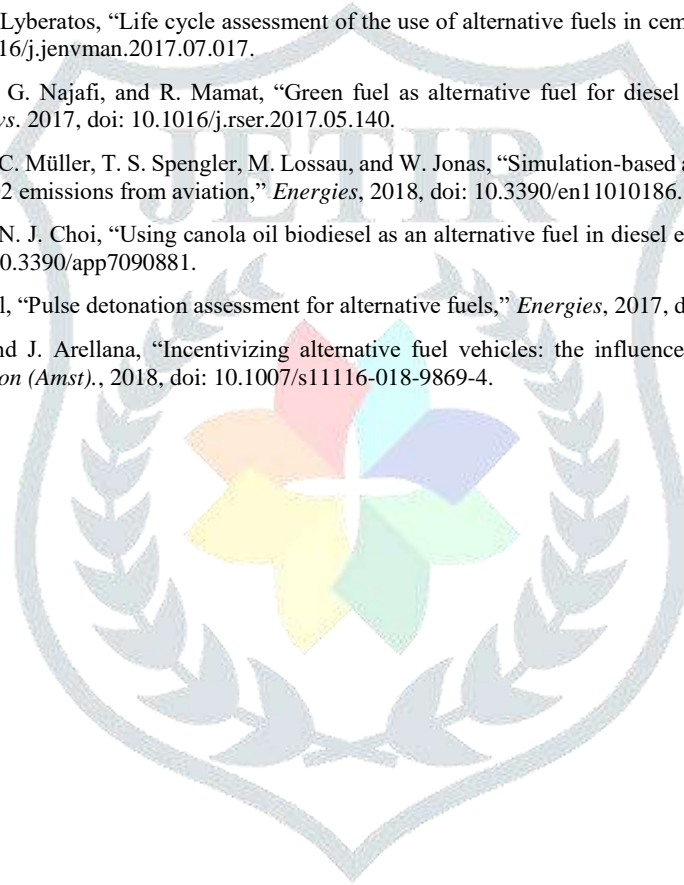 Lyberatos, “Life cycle assessment of the use of alternative fuels in cem
16/j.jenvman.2017.07.017.
G. Najafi, and R. Mamat, “Green fuel as alternative fuel for diesel
vs. 2017, doi: 10.1016/j.rser.2017.05.140.
C. Müller, T. S. Spengler, M. Lossau, and W. Jonas, “Simulation-based a
2 emissions from aviation,” Energies, 2018, doi: 10.3390/en11010186.
JETIR
N. J. Choi, “Using canola oil biodiesel as an alternative fuel in diesel e
0.3390/app7090881.
l, “Pulse detonation assessment for alternative fuels,” Energies, 2017, d
nd J. Arellana, “Incentivizing alternative fuel vehicles: the influence
on (Amst)., 2018, doi: 10.1007/s11116-018-9869-4.